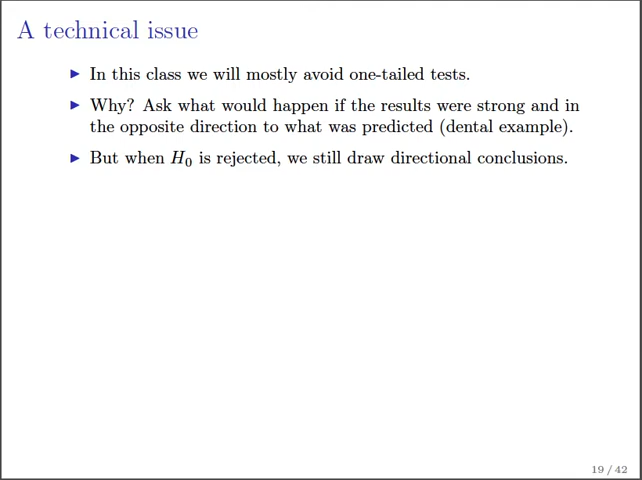 A technical issue
▶ In this class we will mostly avoid one-tailed tests.
▶ Why? Ask what would happen if the results were strong and in
the opposite direction to what was predicted (dental example).
▶ But when H₀ is rejected, we still draw directional conclusions.
19 / 42